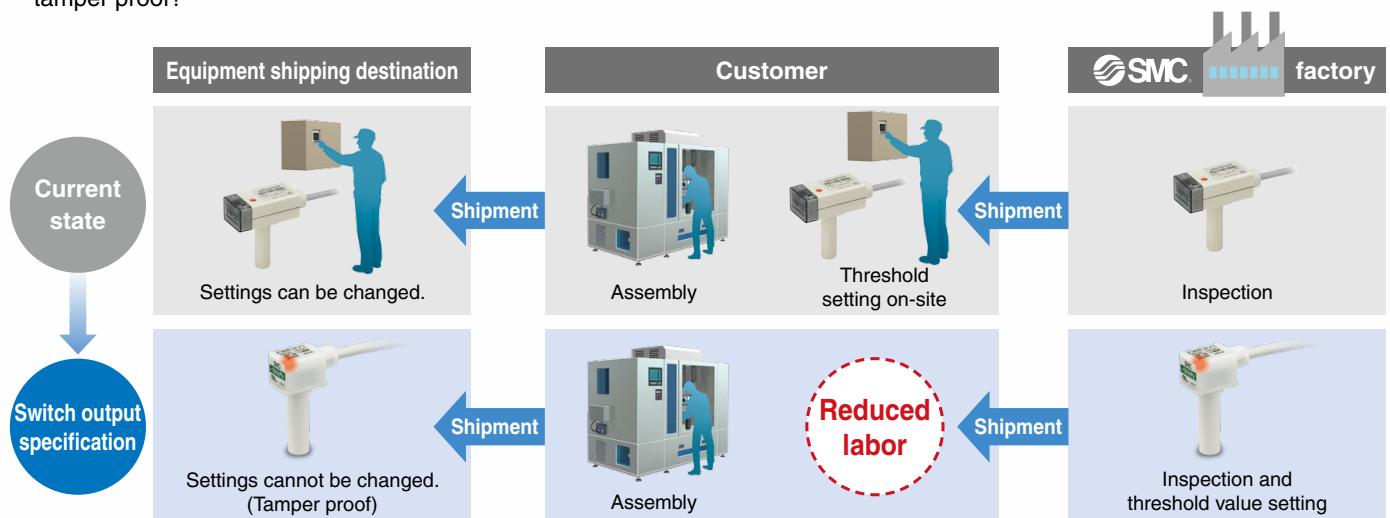 tamper proof!
Equipment shipping destination
Customer
SMC
factory
Current
state
Shipment
Shipment
Settings can be changed.
Assembly
Threshold
setting on-site
Inspection
Switch output
specification
Shipment
Reduced
labor
Shipment
Settings cannot be changed.
(Tamper proof)
Assembly
Inspection and
threshold value setting